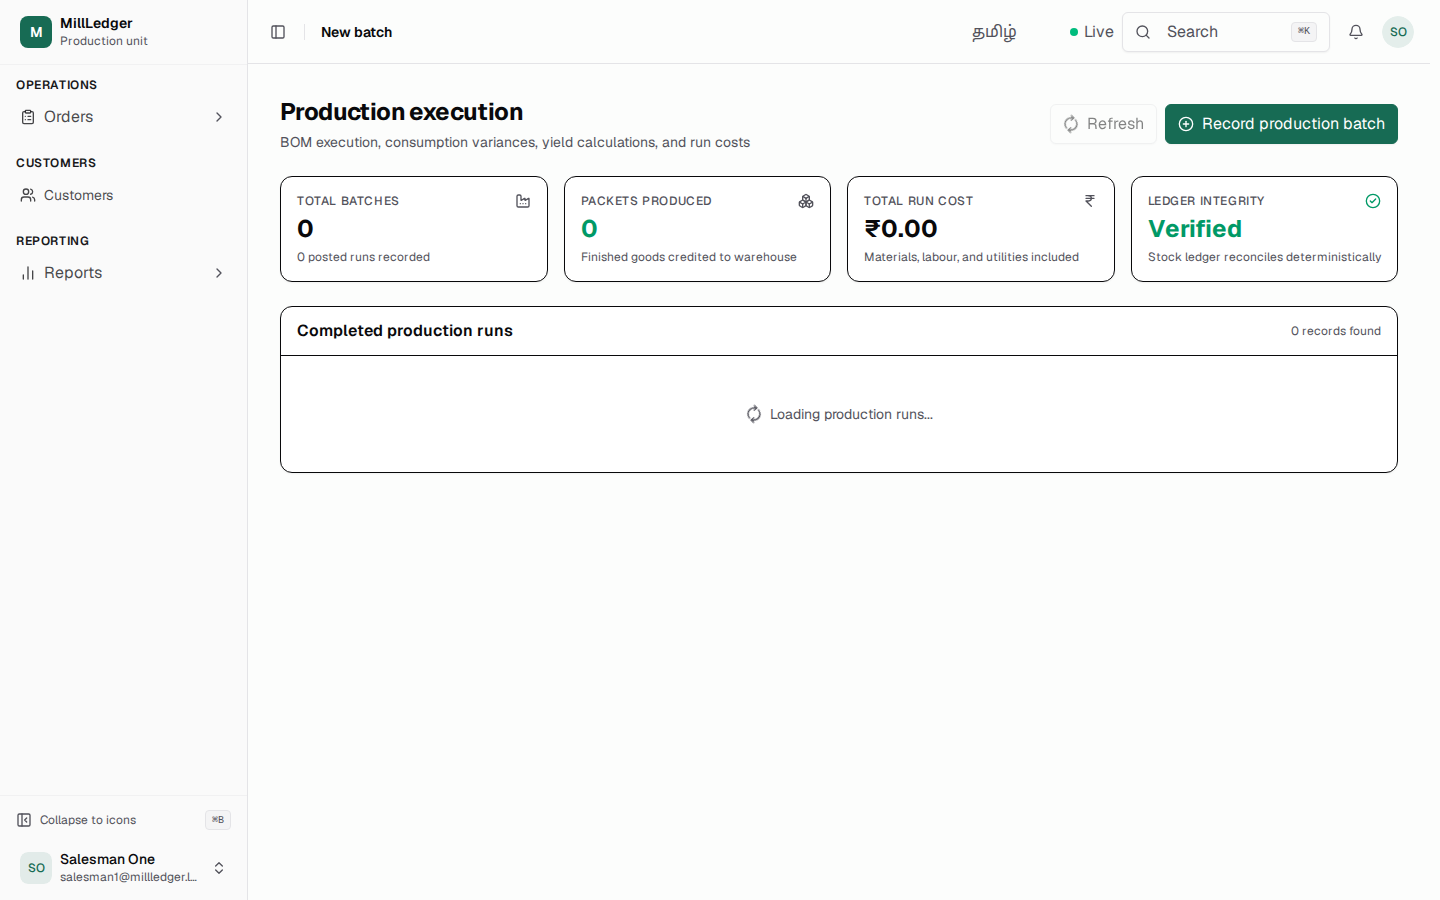 M
MillLedger
Production unit
OPERATIONS
Orders
CUSTOMERS
Customers
REPORTING
Reports
Collapse to icons
⌘B
SO
Salesman One
salesman1@millledger.l...
New batch
தமிழ்
Live
Search
⌘K
SO
Production execution
BOM execution, consumption variances, yield calculations, and run costs
Refresh
Record production batch
TOTAL BATCHES
0
0 posted runs recorded
PACKETS PRODUCED
0
Finished goods credited to warehouse
TOTAL RUN COST
₹
₹0.00
Materials, labour, and utilities included
LEDGER INTEGRITY
Verified
Stock ledger reconciles deterministically
Completed production runs
0 records found
Loading production runs...